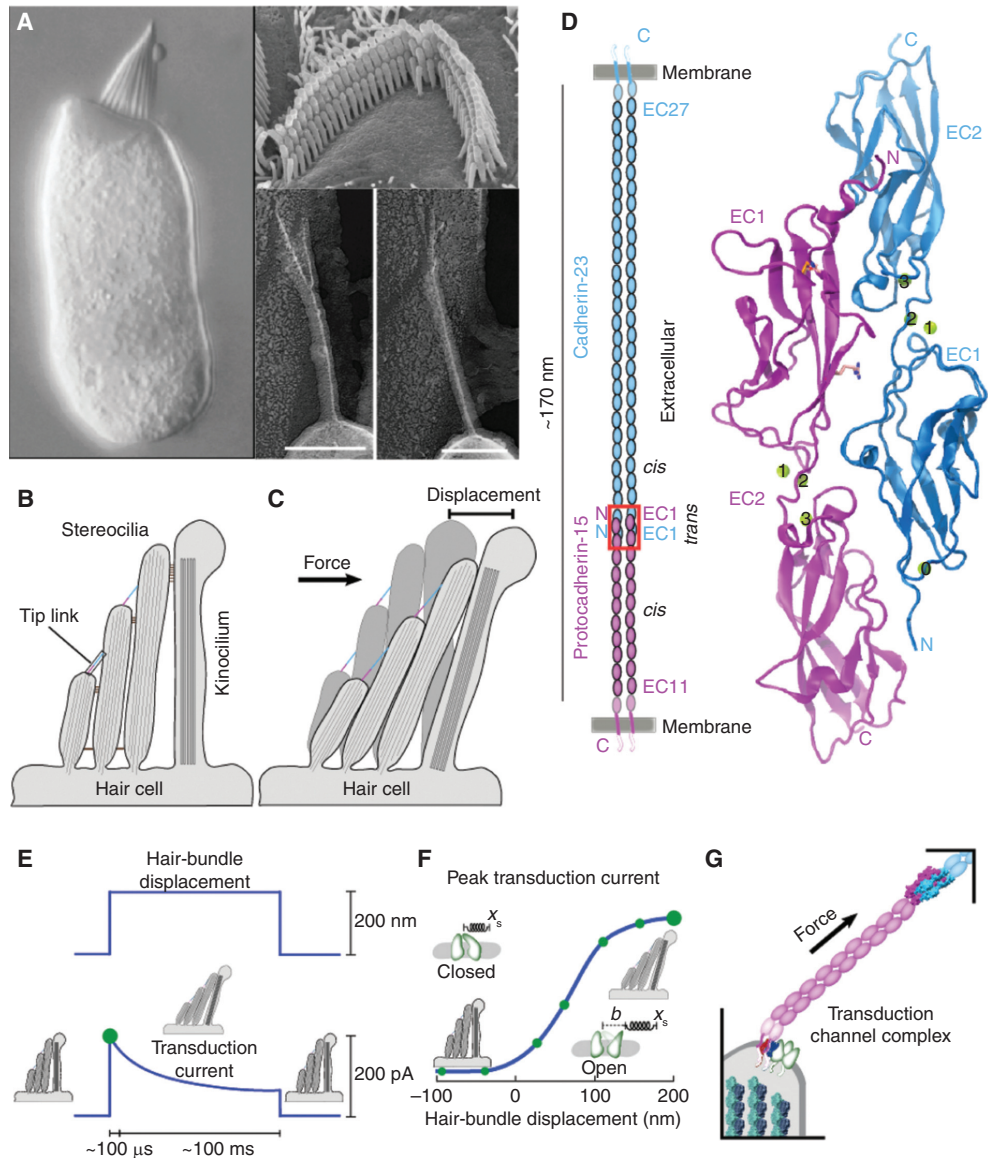 A
B
Stereocilia
Tip link
Kinocilium
Hair cell
C
Displacement
Force
Hair cell
D
C
Membrane
EC27
Cadherin-23
~170 nm
Extracellular
cis
N
EC1
N
EC1
trans
Protocadherin-15
cis
EC11
Membrane
C
C
EC2
N
EC1
3
2
1
EC1
1
2
EC2
3
0
N
C
E
Hair-bundle
displacement
200 nm
Transduction
current
200 pA
~100 μs
~100 ms
F
Peak transduction current
xs
Closed
b
xs
Open
−100
0
100
200
Hair-bundle displacement (nm)
G
Force
Transduction
channel complex